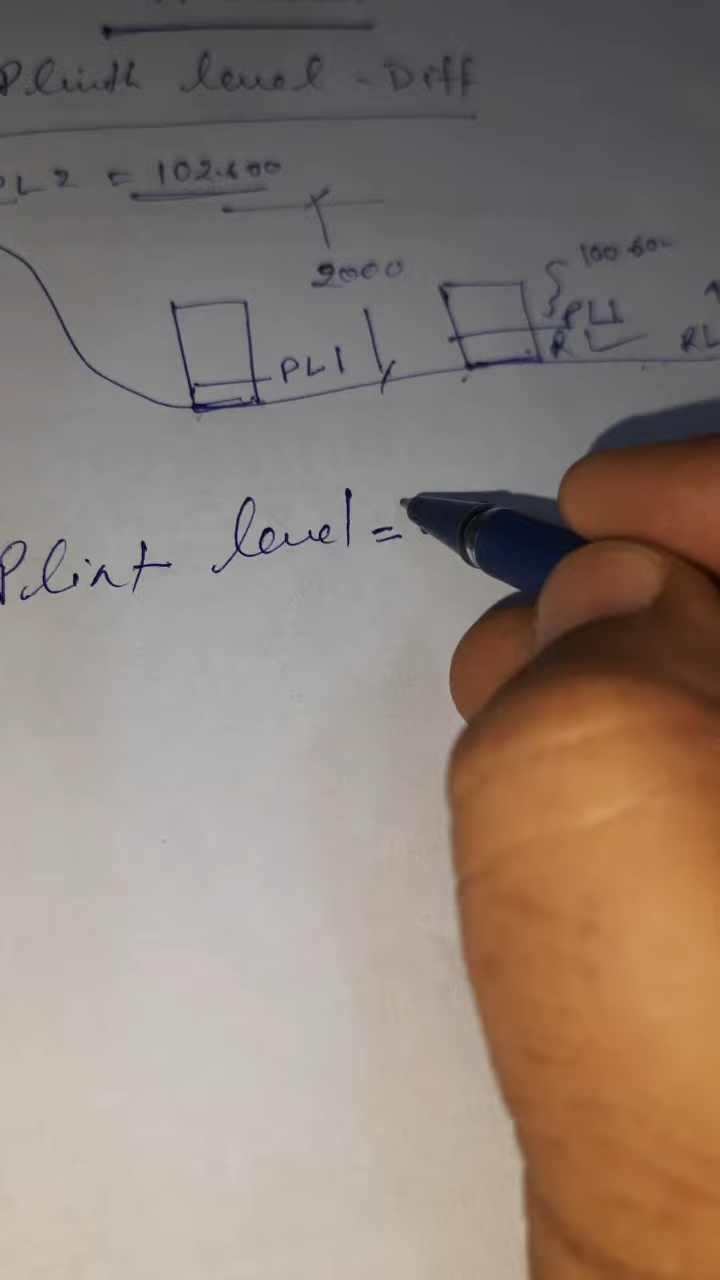 Plinth level - Diff
PL2 = 102.600
2000
100.600
PL1
PL1
RL
RL
Plint level =